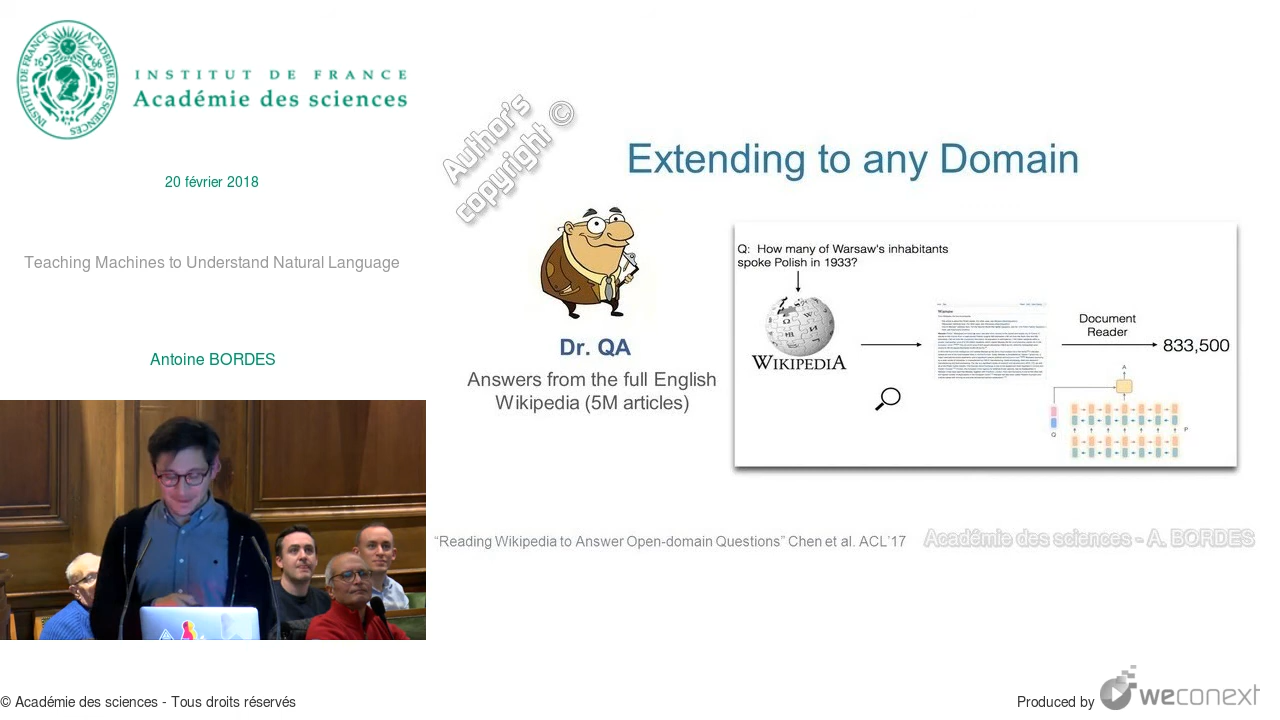 INSTITUT DE FRANCE
Académie des sciences
20 février 2018
Teaching Machines to Understand Natural Language
Antoine BORDES
Author's
copyright ©
Extending to any Domain
Dr. QA
Answers from the full English
Wikipedia (5M articles)
Q: How many of Warsaw's inhabitants
spoke Polish in 1933?
WIKIPEDIA
Document
Reader
833,500
A
Q
P
"Reading Wikipedia to Answer Open-domain Questions" Chen et al. ACL'17
Académie des sciences - A. BORDES
© Académie des sciences - Tous droits réservés
Produced by weconext